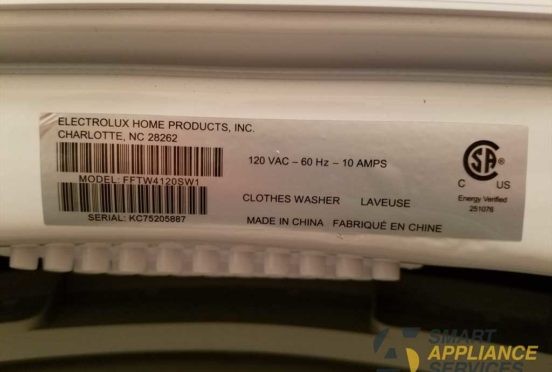 ELECTROLUX HOME PRODUCTS, INC.
CHARLOTTE, NC 28262
MODEL: FFTW4120SW1
SERIAL: KC75205887
120 VAC – 60 Hz – 10 AMPS
CLOTHES WASHER LAVEUSE
MADE IN CHINA FABRIQUÉ EN CHINE
SA
C US
Energy Verified
251076
SMART
APPLIANCE
SERVICES